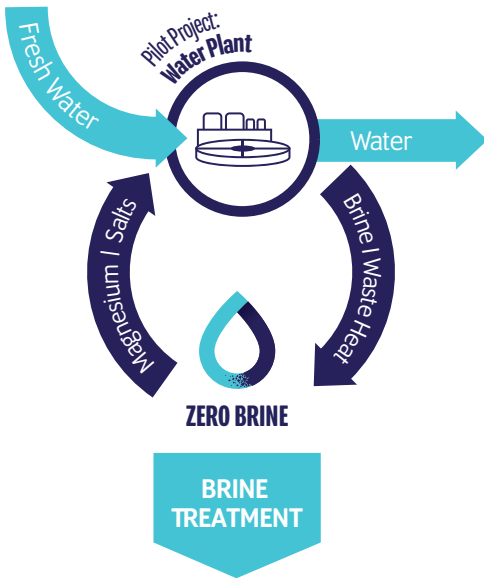 Pilot Project:
Water Plant
Fresh Water
Water
Magnesium | Salts
Brine | Waste Heat
ZERO BRINE
BRINE
TREATMENT